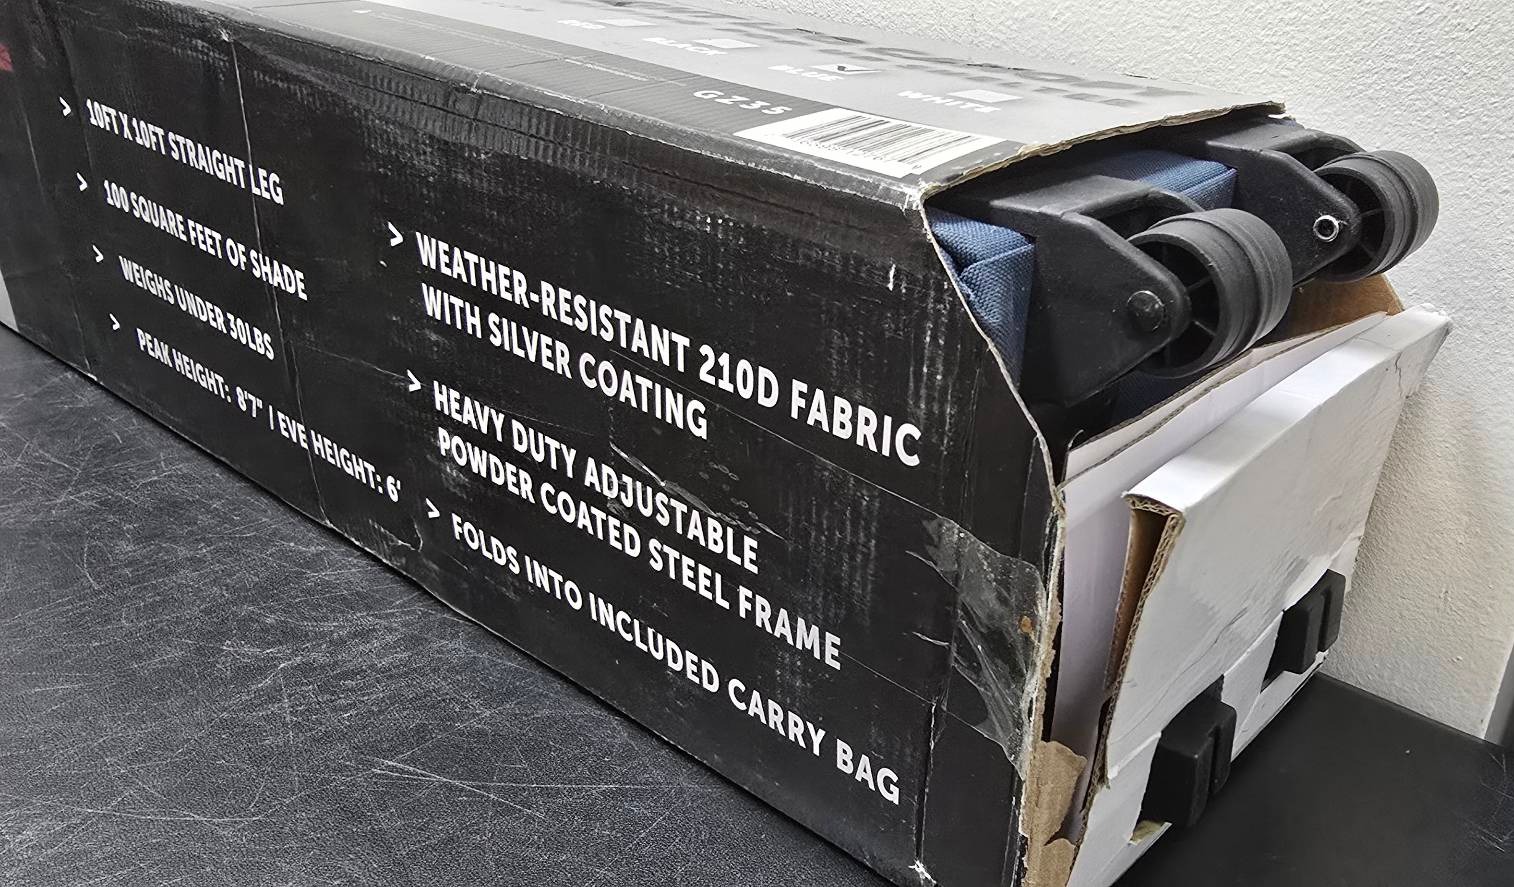 RED
BLACK
BLUE
WHITE
GZ35
> 10FT X 10FT STRAIGHT LEG
> 100 SQUARE FEET OF SHADE
> WEIGHS UNDER 30LBS
> PEAK HEIGHT: 8'7" | EVE HEIGHT: 6'
> WEATHER-RESISTANT 210D FABRIC
WITH SILVER COATING
> HEAVY DUTY ADJUSTABLE
POWDER COATED STEEL FRAME
> FOLDS INTO INCLUDED CARRY BAG